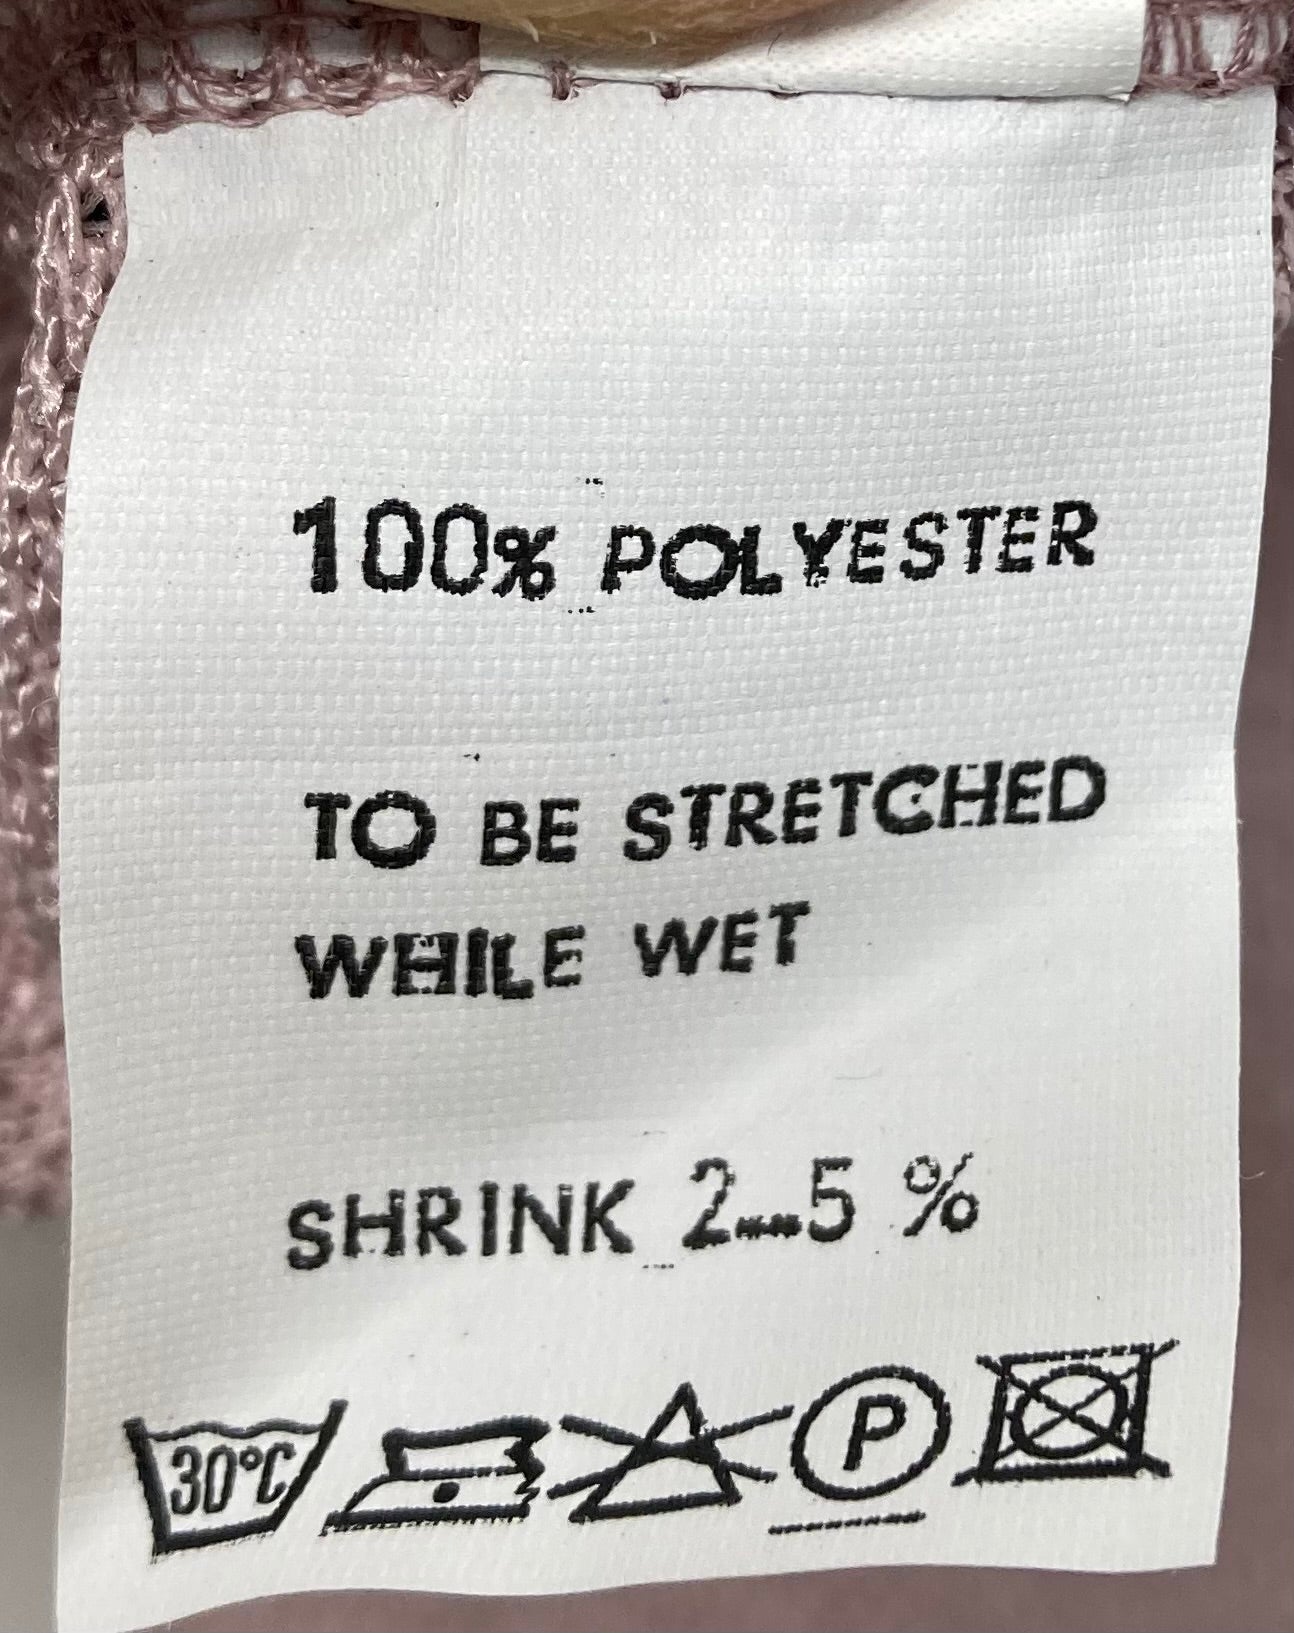 100% POLYESTER
TO BE STRETCHED
WHILE WET
SHRINK 2...5 %
30°C P